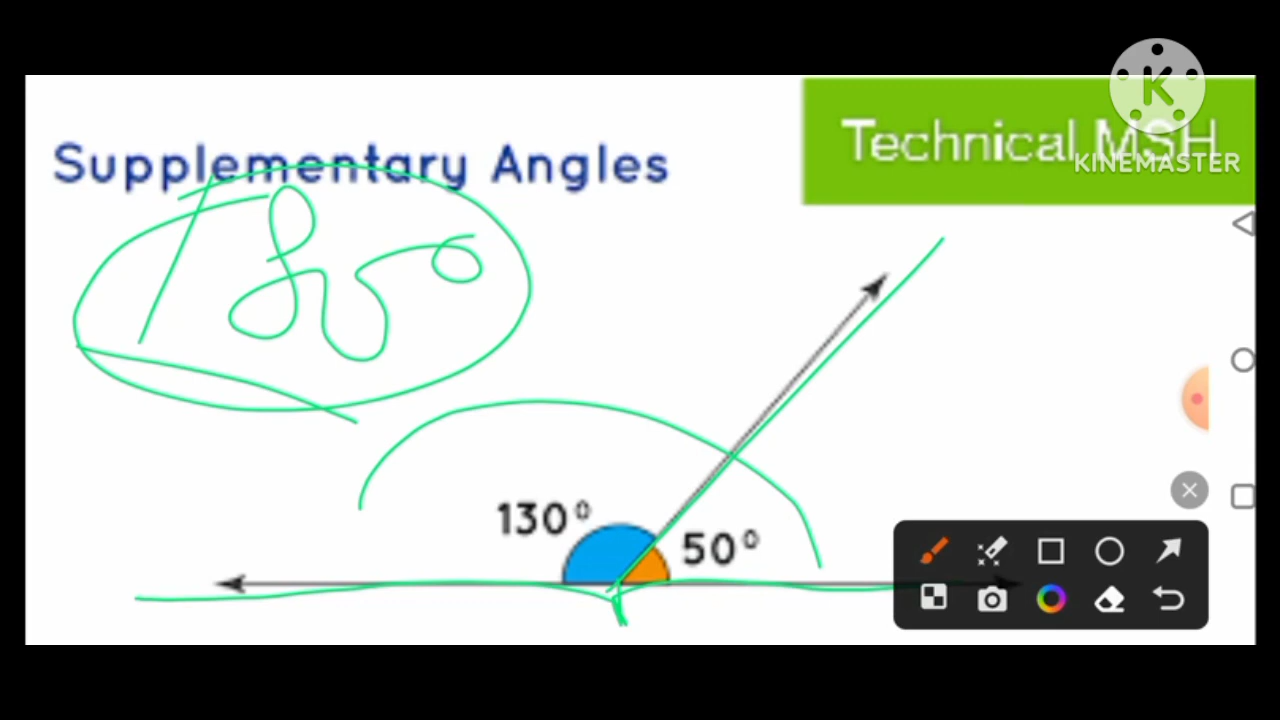 Supplementary Angles
Technical MSH
KINEMASTER
180°
130°
50°